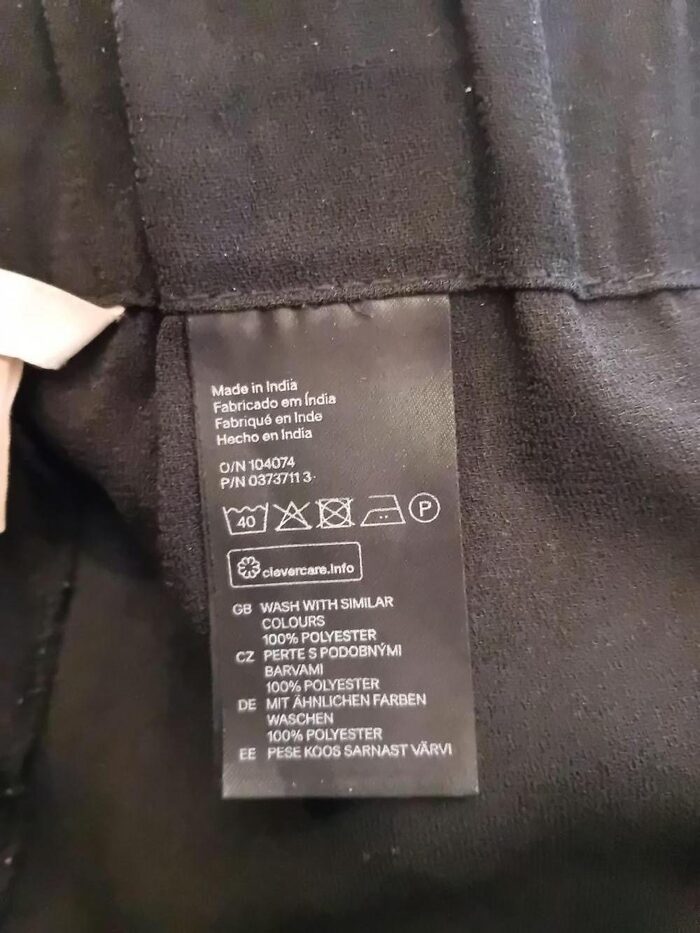 Made in India
Fabricado em Índia
Fabriqué en Inde
Hecho en India
O/N 104074
P/N 0373711 3
40 P
clevercare.info
GB WASH WITH SIMILAR
COLOURS
100% POLYESTER
CZ PERTE S PODOBNÝMI
BARVAMI
100% POLYESTER
DE MIT ÄHNLICHEN FARBEN
WASCHEN
100% POLYESTER
EE PESE KOOS SARNAST VÄRVI